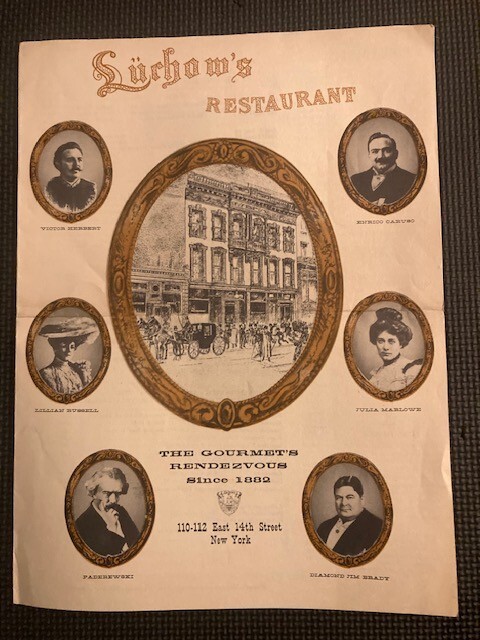 Lüchow's
RESTAURANT
VICTOR HERBERT
ENRICO CARUSO
LILLIAN RUSSELL
JULIA MARLOWE
THE GOURMET'S
RENDEZVOUS
Since 1882
110-112 East 14th Street
New York
PADEREWSKI
DIAMOND JIM BRADY